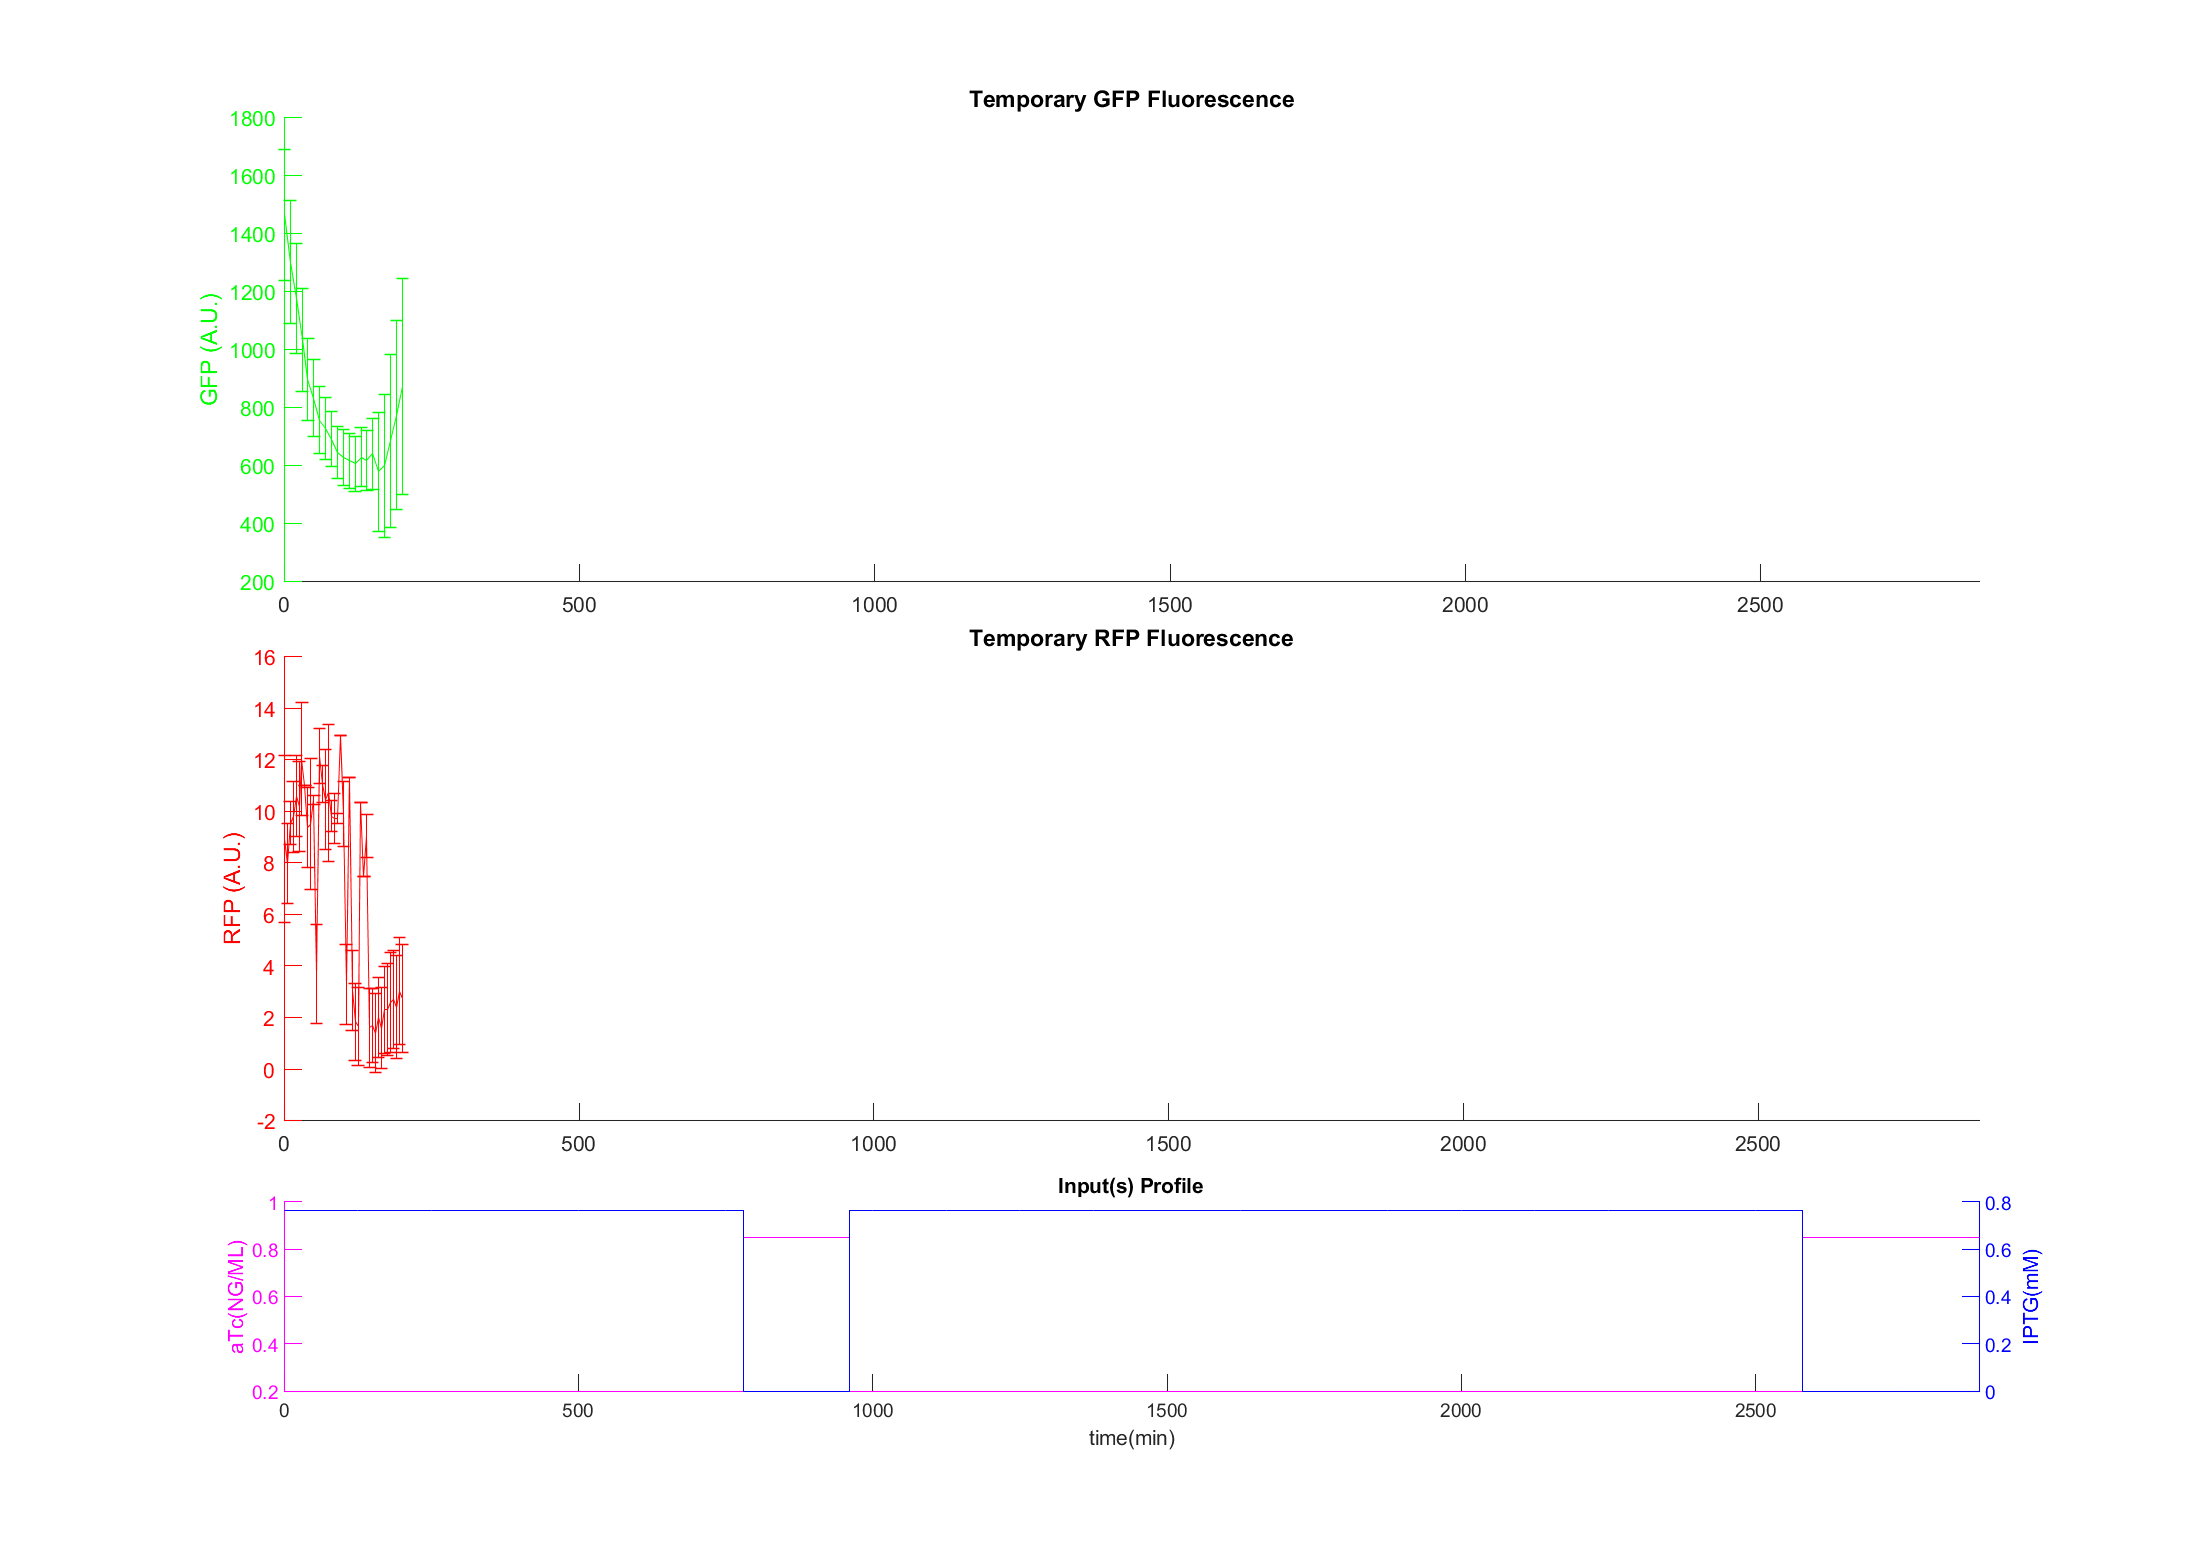 Temporary GFP Fluorescence
1800
1600
1400
1200
1000
800
600
400
200
GFP (A.U.)
0 500 1000 1500 2000 2500
Temporary RFP Fluorescence
16
14
12
10
8
6
4
2
0
-2
RFP (A.U.)
0 500 1000 1500 2000 2500
Input(s) Profile
1
0.8
0.6
0.4
0.2
aTc(NG/ML)
0.8
0.6
0.4
0.2
0
IPTG(mM)
0 500 1000 1500 2000 2500
time(min)